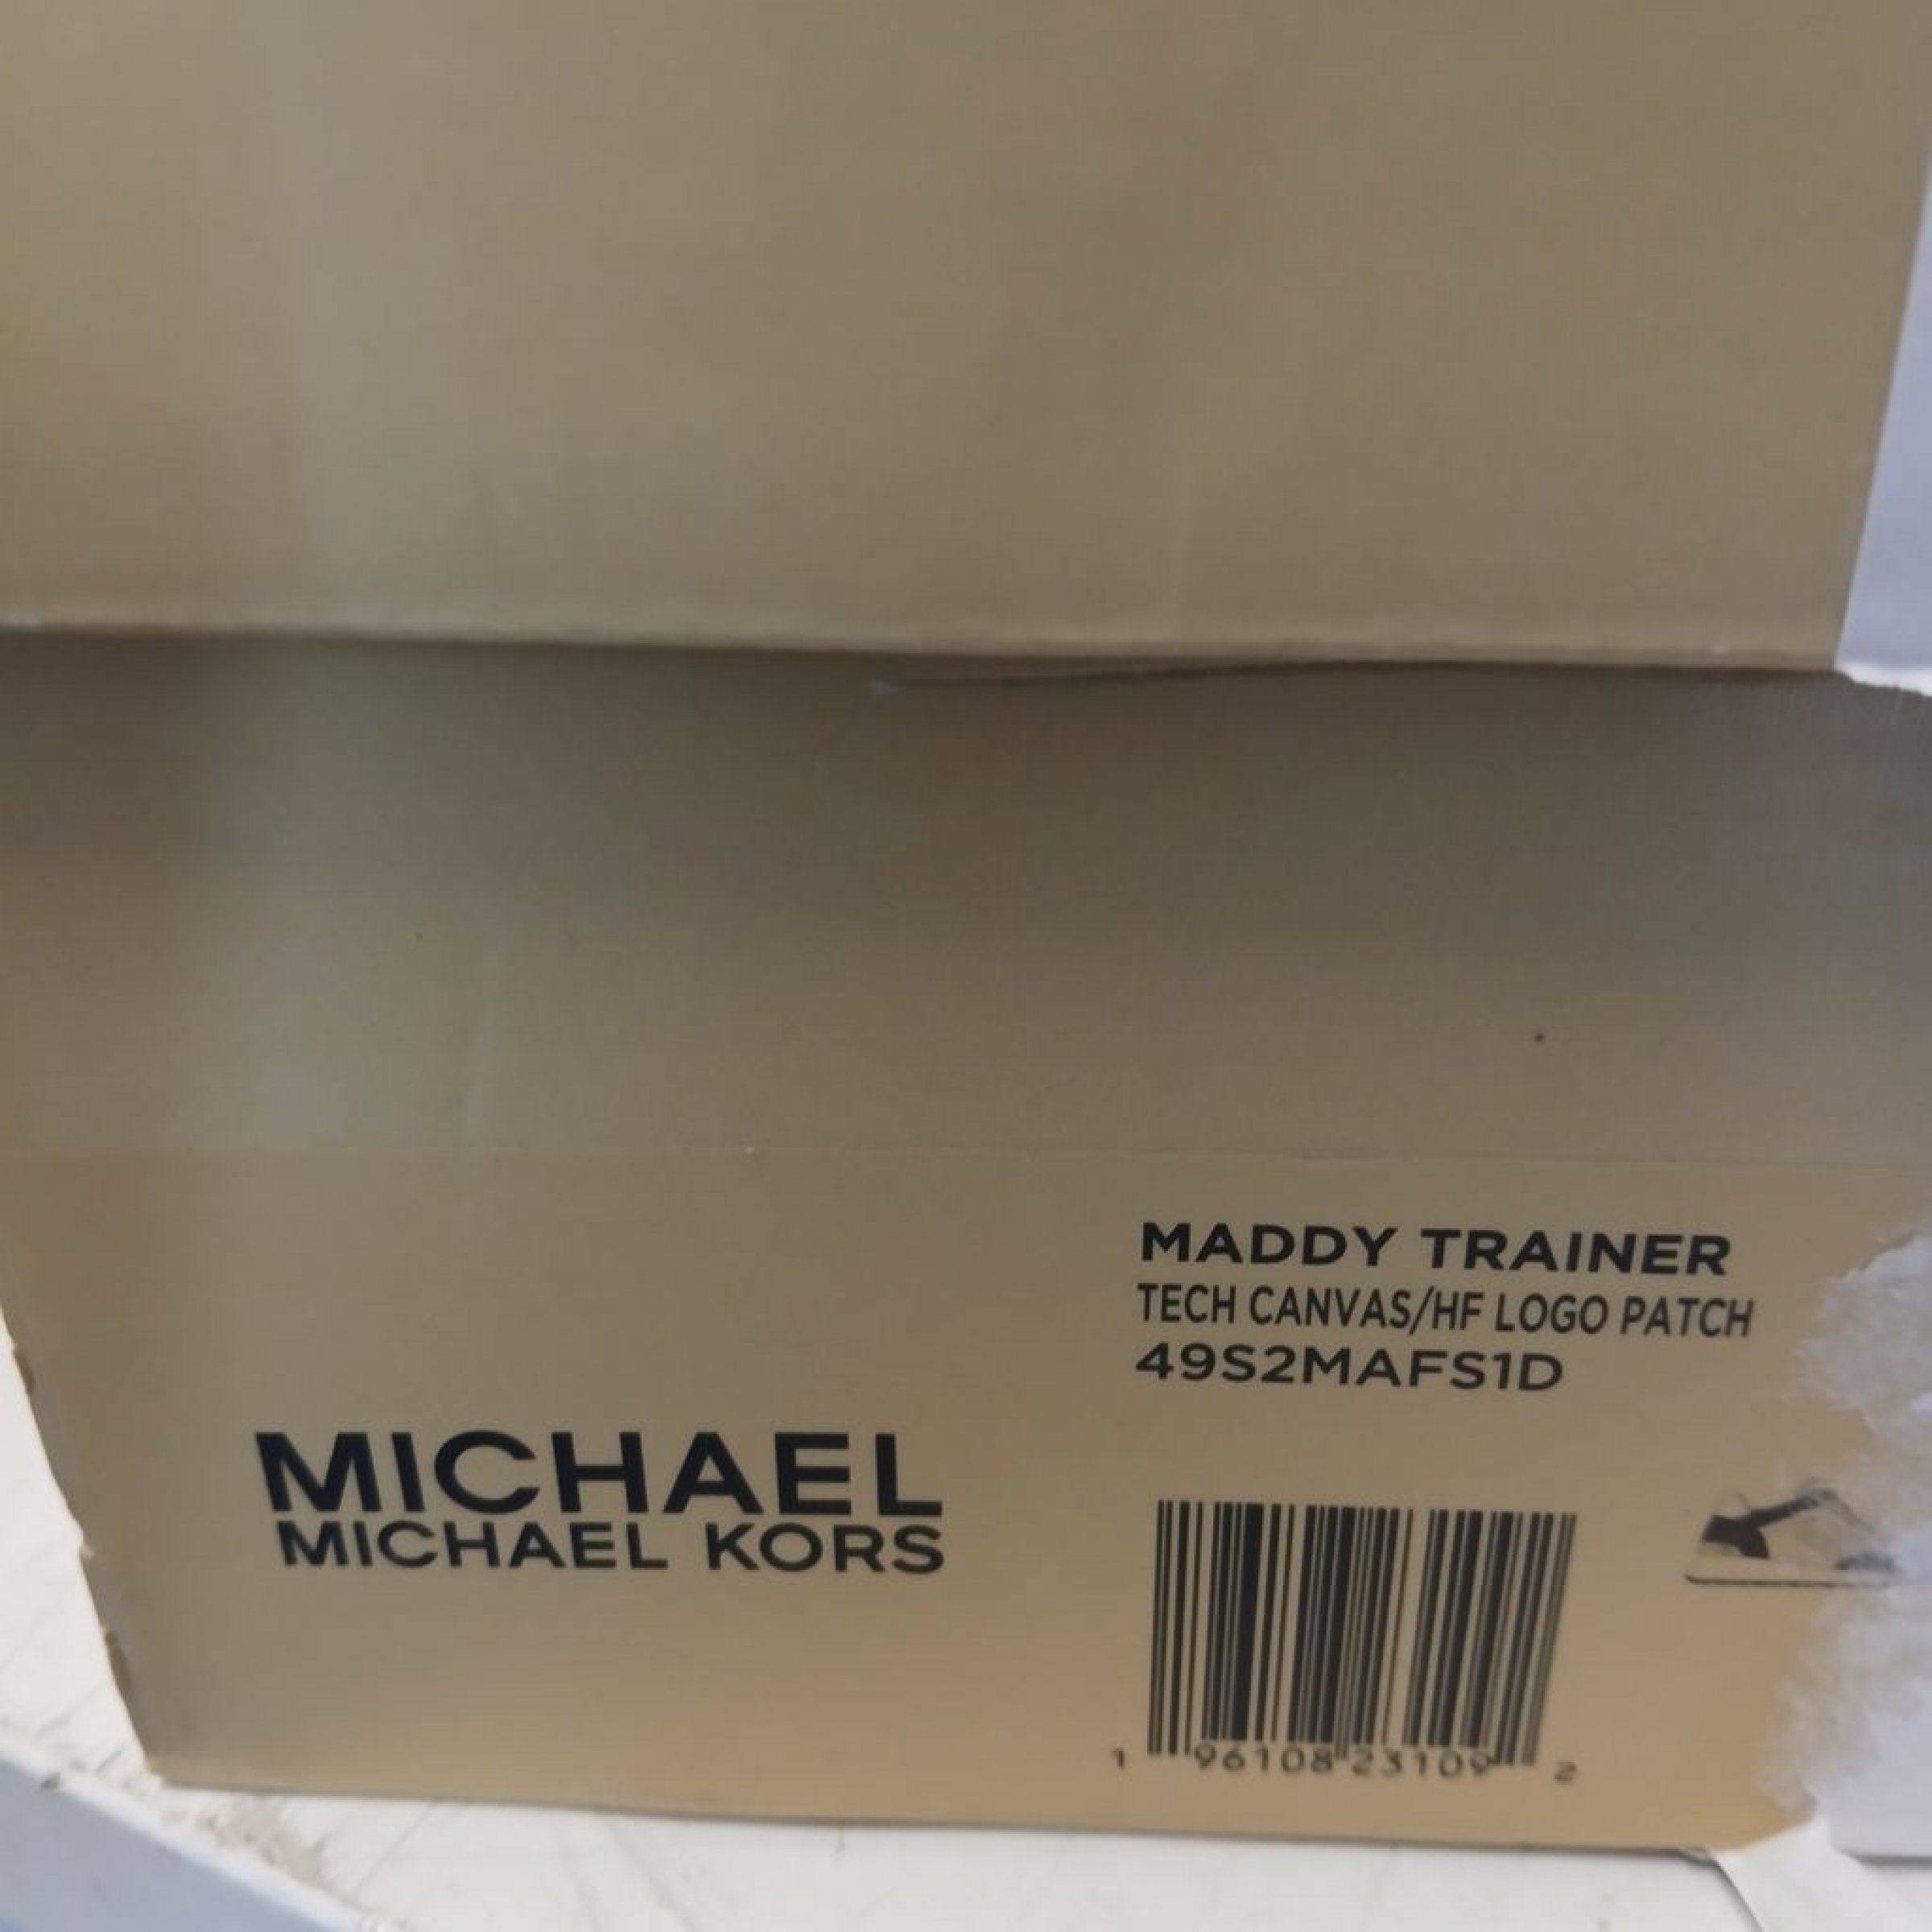 MADDY TRAINER
TECH CANVAS/HF LOGO PATCH
49S2MAFS1D
MICHAEL
MICHAEL KORS
1 96108 23109 2